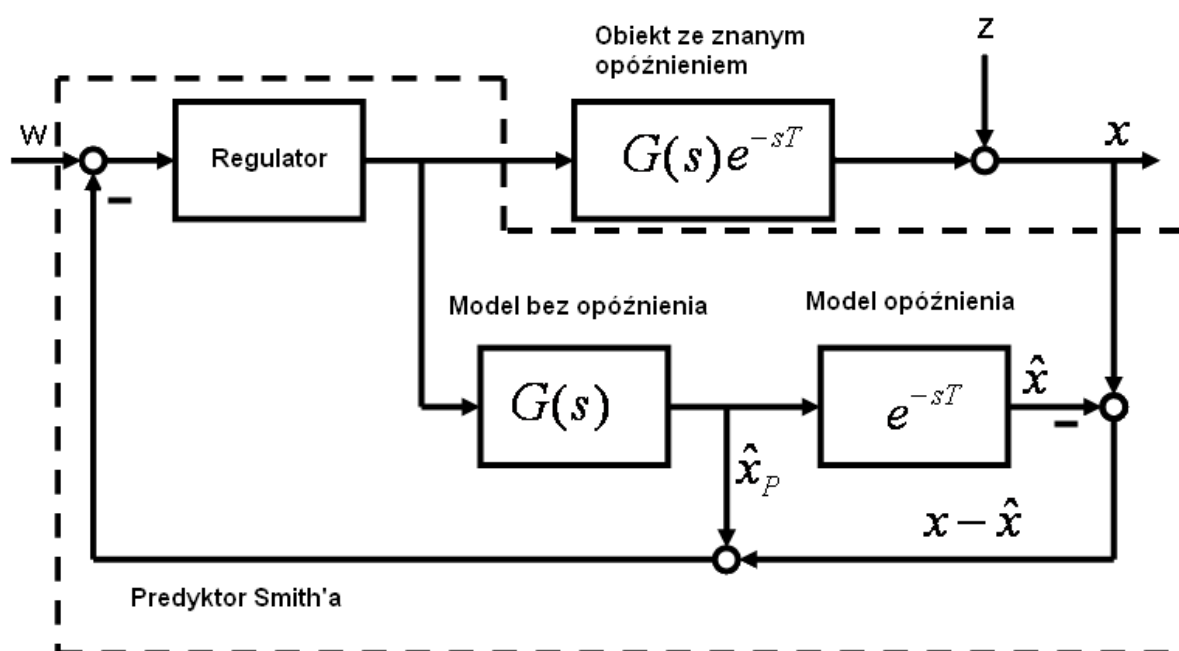 Obiekt ze znanym
opóźnieniem
z
w
Regulator
G(s)e^{-sT}
x
Model bez opóźnienia
Model opóźnienia
G(s)
e^{-sT}
x̂
x̂_P
x - x̂
Predyktor Smith'a